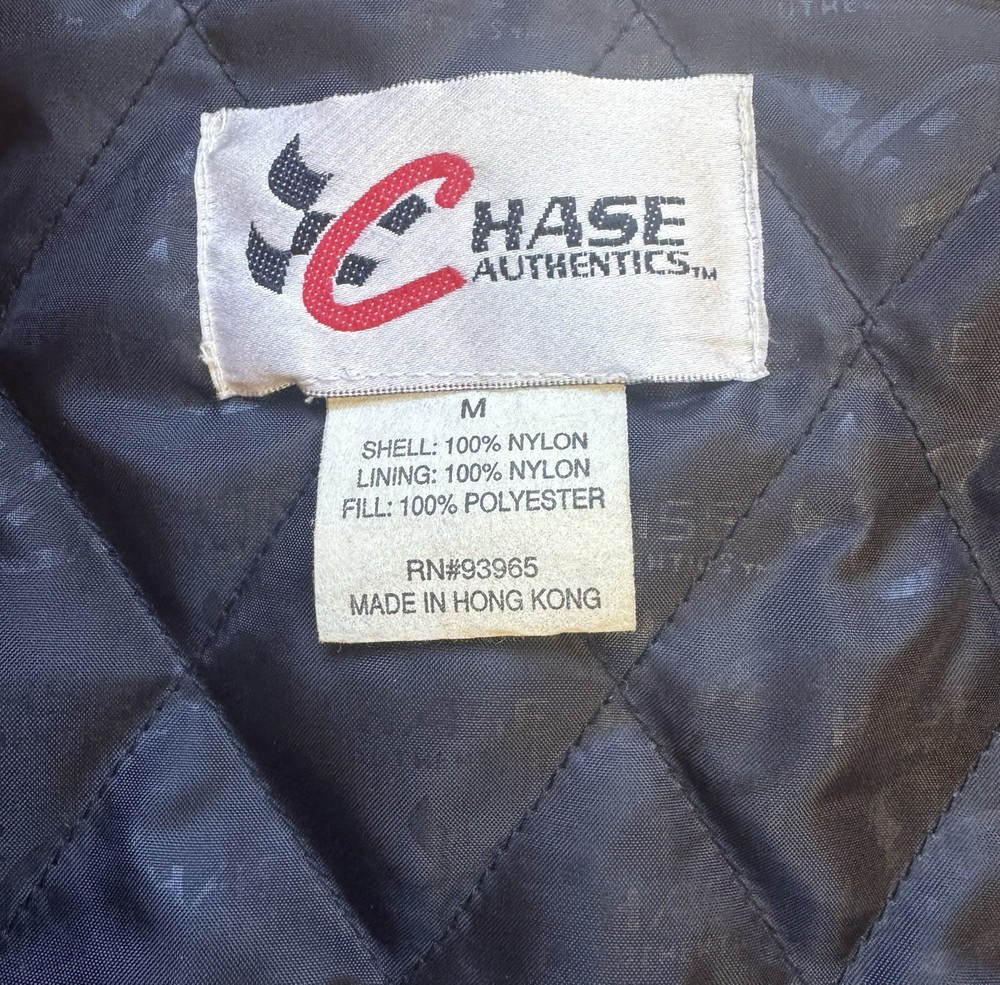 CHASE
AUTHENTICS™
M
SHELL: 100% NYLON
LINING: 100% NYLON
FILL: 100% POLYESTER
RN#93965
MADE IN HONG KONG